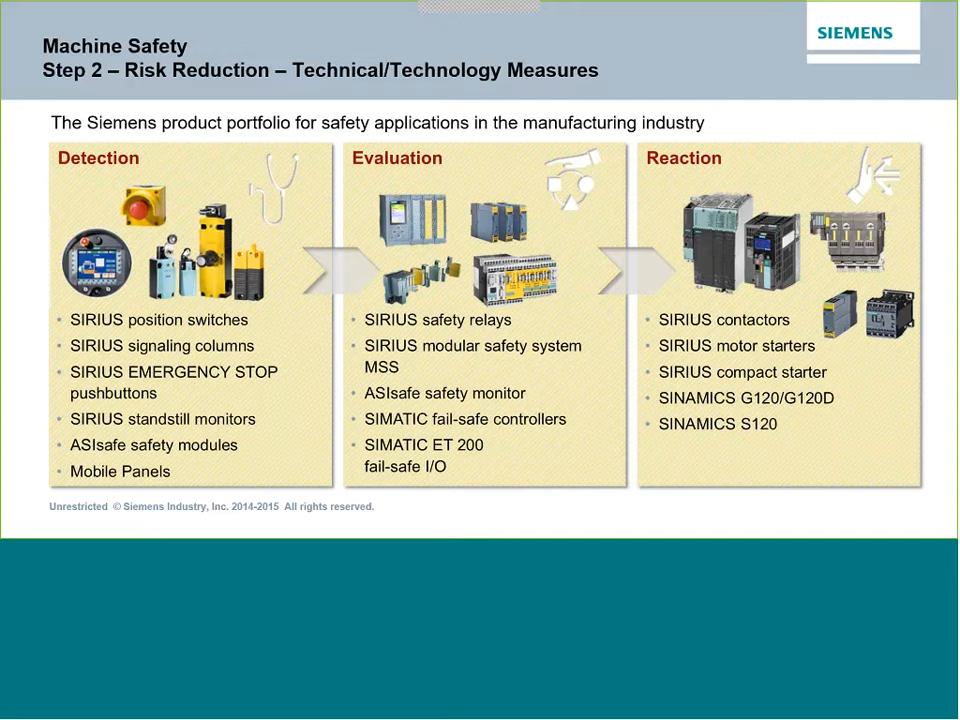 SIEMENS
Machine Safety
Step 2 – Risk Reduction – Technical/Technology Measures
The Siemens product portfolio for safety applications in the manufacturing industry
Detection
• SIRIUS position switches
• SIRIUS signaling columns
• SIRIUS EMERGENCY STOP
pushbuttons
• SIRIUS standstill monitors
• ASIsafe safety modules
• Mobile Panels
Evaluation
• SIRIUS safety relays
• SIRIUS modular safety system
MSS
• ASIsafe safety monitor
• SIMATIC fail-safe controllers
• SIMATIC ET 200
fail-safe I/O
Reaction
• SIRIUS contactors
• SIRIUS motor starters
• SIRIUS compact starter
• SINAMICS G120/G120D
• SINAMICS S120
Unrestricted © Siemens Industry, Inc. 2014-2015 All rights reserved.